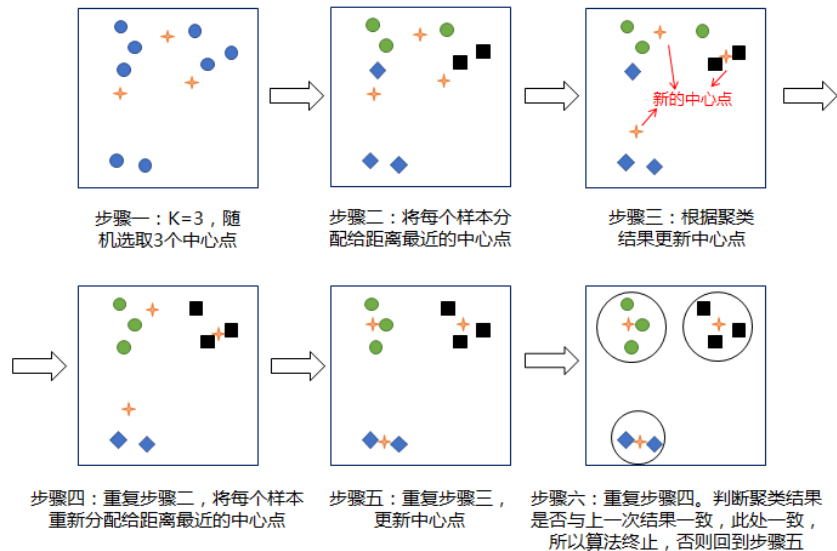 步骤一：K=3，随
机选取3个中心点
步骤二：将每个样本分
配给距离最近的中心点
新的中心点
步骤三：根据聚类
结果更新中心点
步骤四：重复步骤二，将每个样本
重新分配给距离最近的中心点
步骤五：重复步骤三，
更新中心点
步骤六：重复步骤四。判断聚类结果
是否与上一次结果一致，此处一致，
所以算法终止，否则回到步骤五